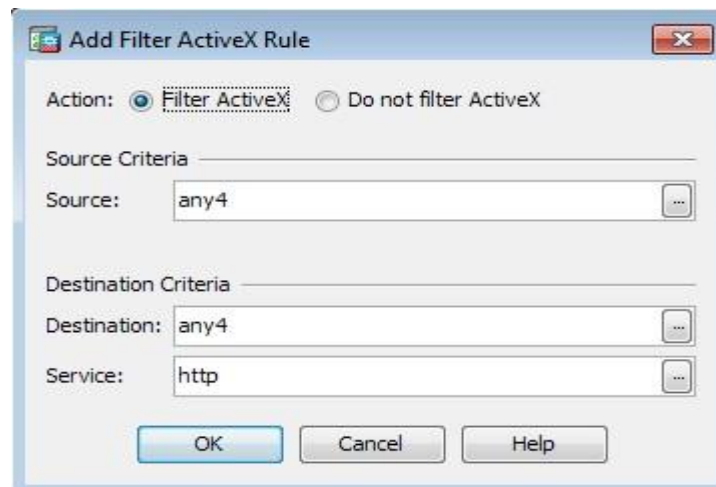 Add Filter ActiveX Rule
Action: Filter ActiveX Do not filter ActiveX
Source Criteria
Source: any4 ...
Destination Criteria
Destination: any4 ...
Service: http ...
OK Cancel Help